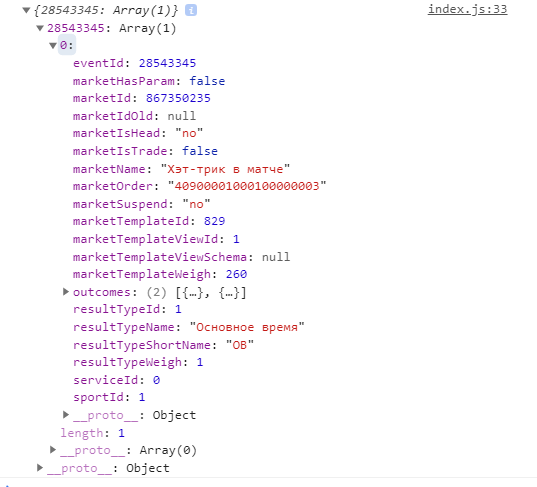 {28543345: Array(1)} i index.js:33
28543345: Array(1)
0:
eventId: 28543345
marketHasParam: false
marketId: 867350235
marketIdOld: null
marketIsHead: "no"
marketIsTrade: false
marketName: "Хэт-трик в матче"
marketOrder: "40900001000100000003"
marketSuspend: "no"
marketTemplateId: 829
marketTemplateViewId: 1
marketTemplateViewSchema: null
marketTemplateWeigh: 260
outcomes: (2) [{…}, {…}]
resultTypeId: 1
resultTypeName: "Основное время"
resultTypeShortName: "ОВ"
resultTypeWeigh: 1
serviceId: 0
sportId: 1
__proto__: Object
length: 1
__proto__: Array(0)
__proto__: Object